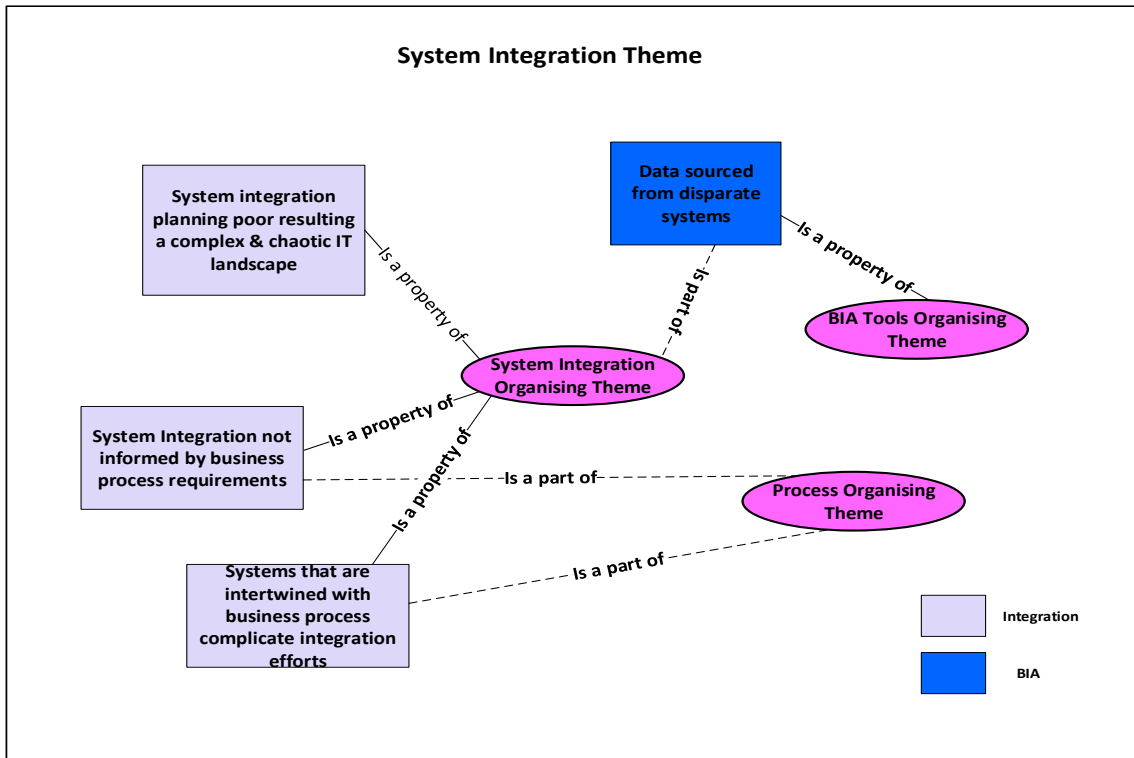 System Integration Theme
System integration
planning poor resulting
a complex & chaotic IT
landscape
Data sourced
from disparate
systems
Is a property of
Is part of
Is a property of
BIA Tools Organising
Theme
System Integration
Organising Theme
Is a property of
System Integration not
informed by business
process requirements
Is a property of
Is a part of
Process Organising
Theme
Systems that are
intertwined with
business process
complicate integration
efforts
Is a part of
Integration
BIA